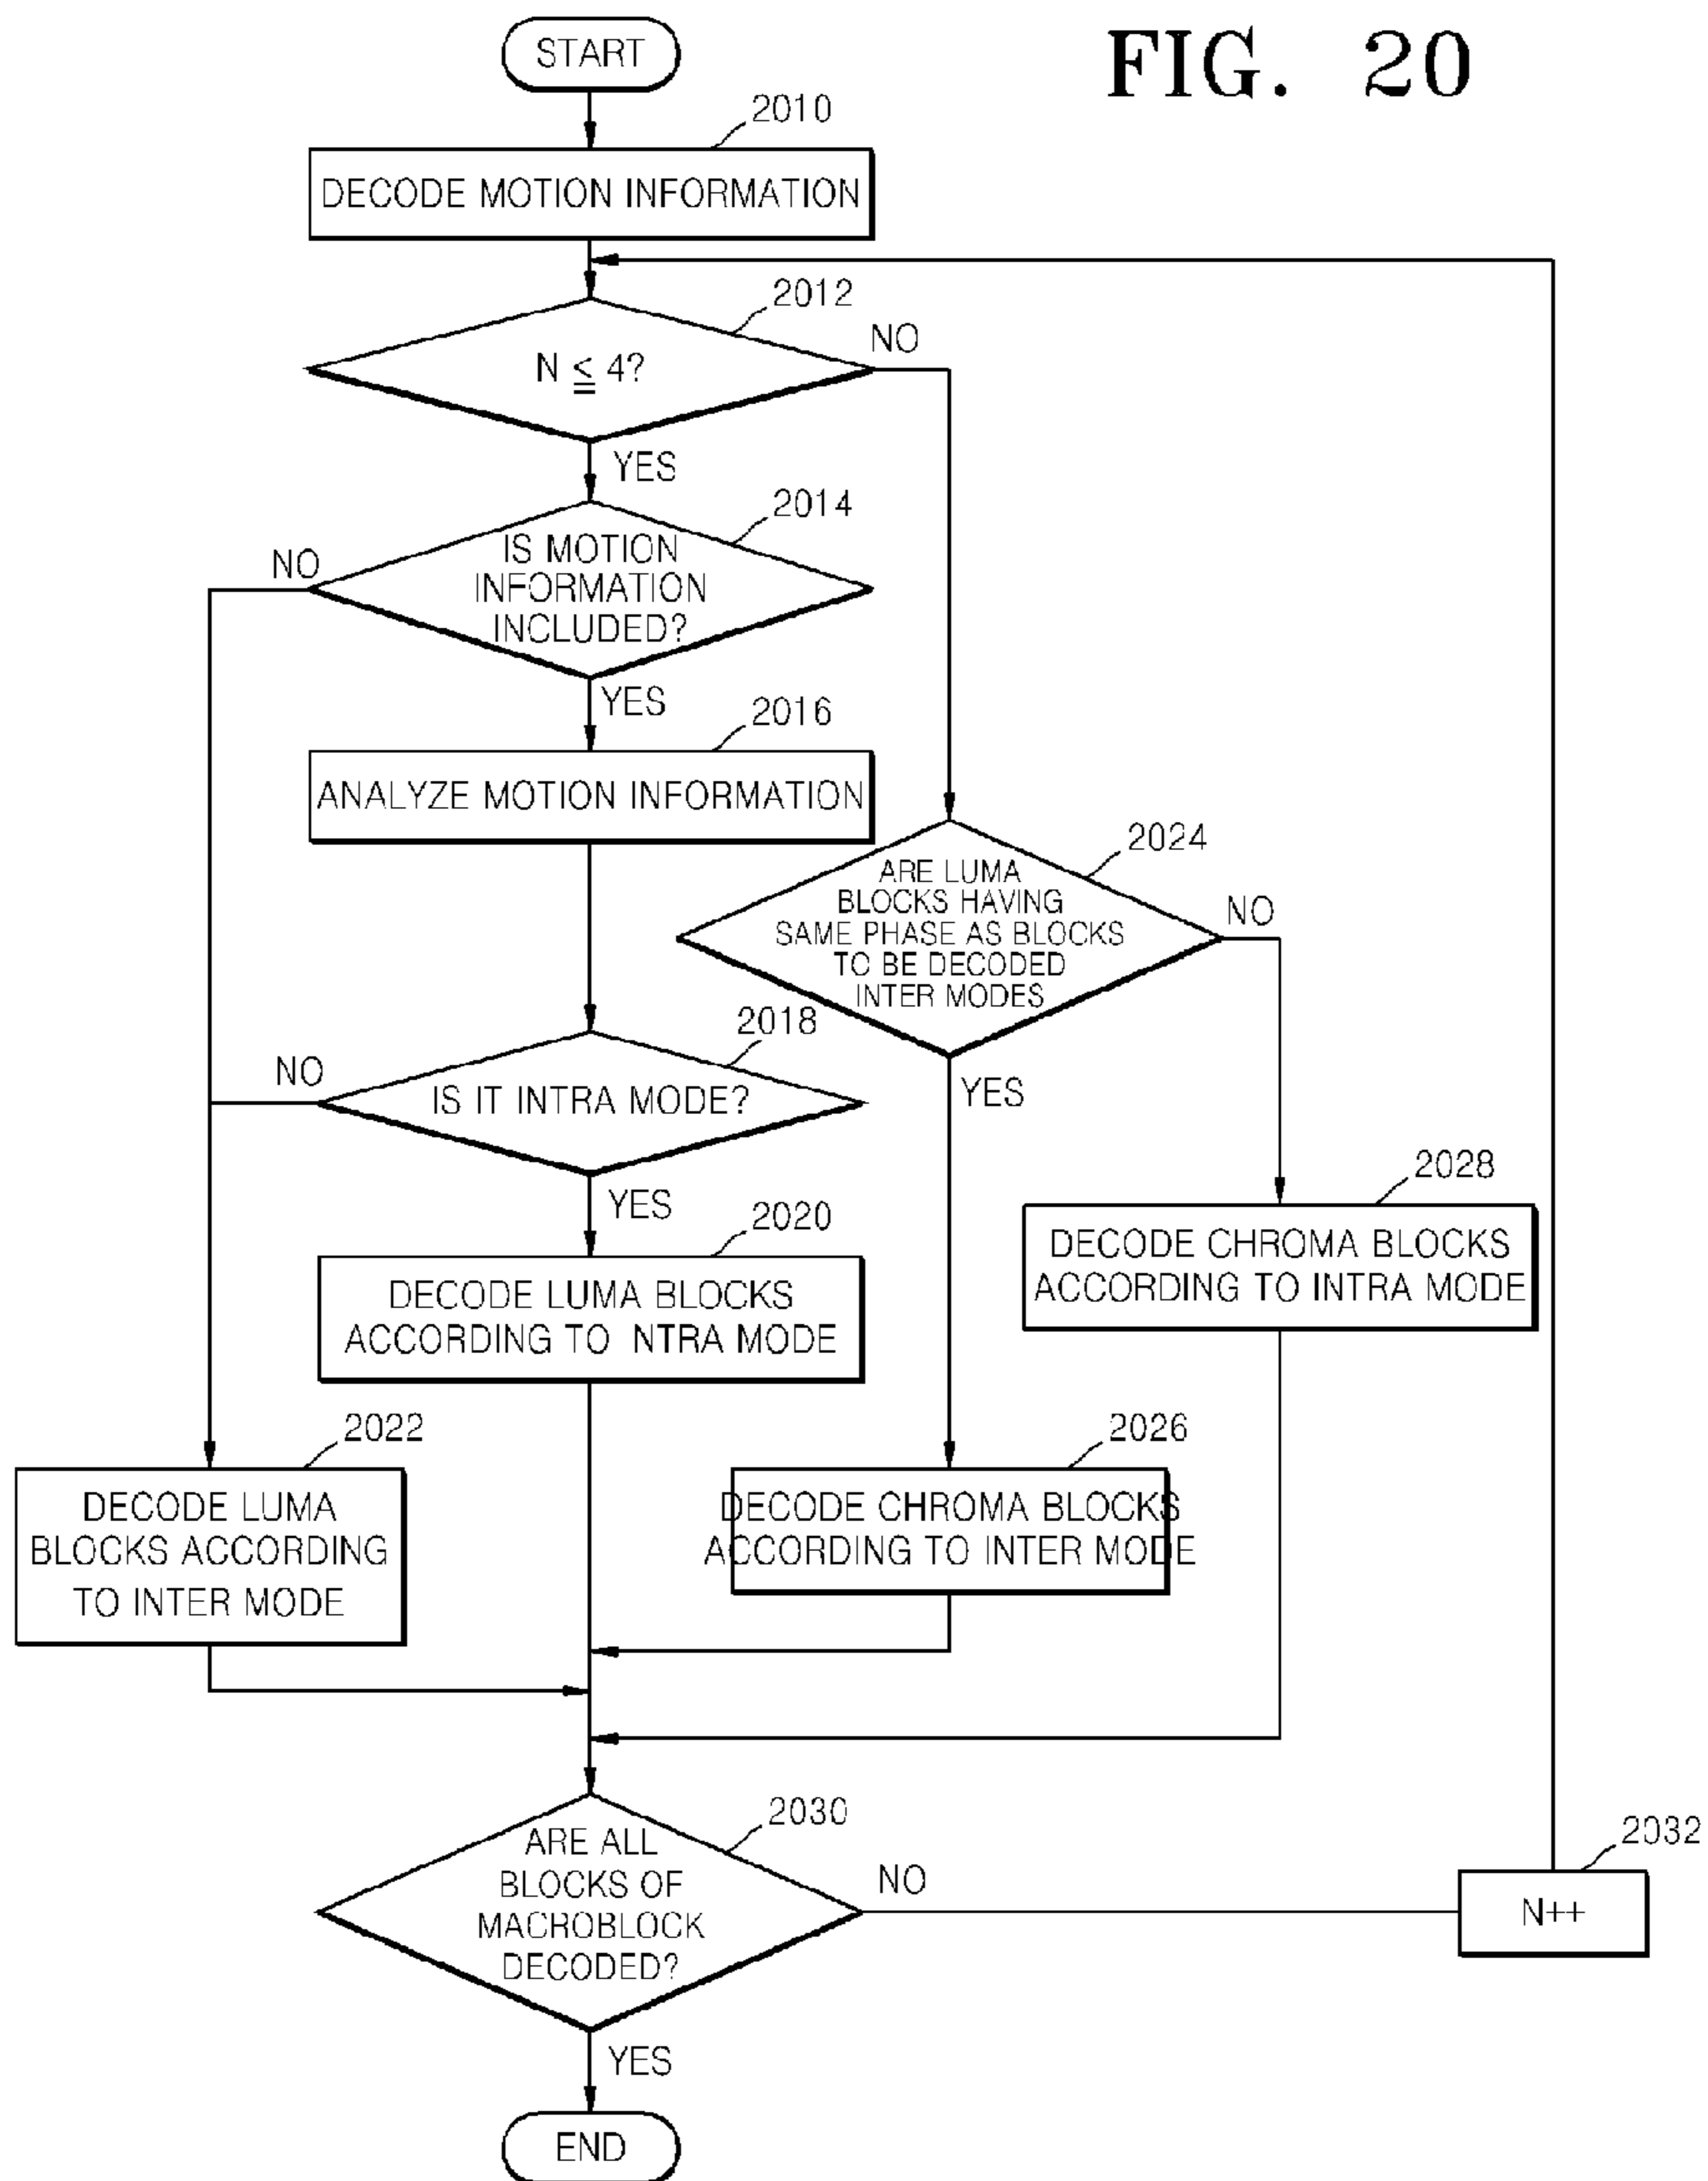 FIG. 20
START
2010
DECODE MOTION INFORMATION
2012
N ≦ 4?
NO
YES
2014
IS MOTION
INFORMATION
INCLUDED?
NO
YES
2016
ANALYZE MOTION INFORMATION
2024
ARE LUMA
BLOCKS HAVING
SAME PHASE AS BLOCKS
TO BE DECODED
INTER MODES
NO
YES
2018
IS IT INTRA MODE?
NO
YES
2028
DECODE CHROMA BLOCKS
ACCORDING TO INTRA MODE
2020
DECODE LUMA BLOCKS
ACCORDING TO NTRA MODE
2022
DECODE LUMA
BLOCKS ACCORDING
TO INTER MODE
2026
DECODE CHROMA BLOCKS
ACCORDING TO INTER MODE
2030
ARE ALL
BLOCKS OF
MACROBLOCK
DECODED?
NO
2032
N++
YES
END